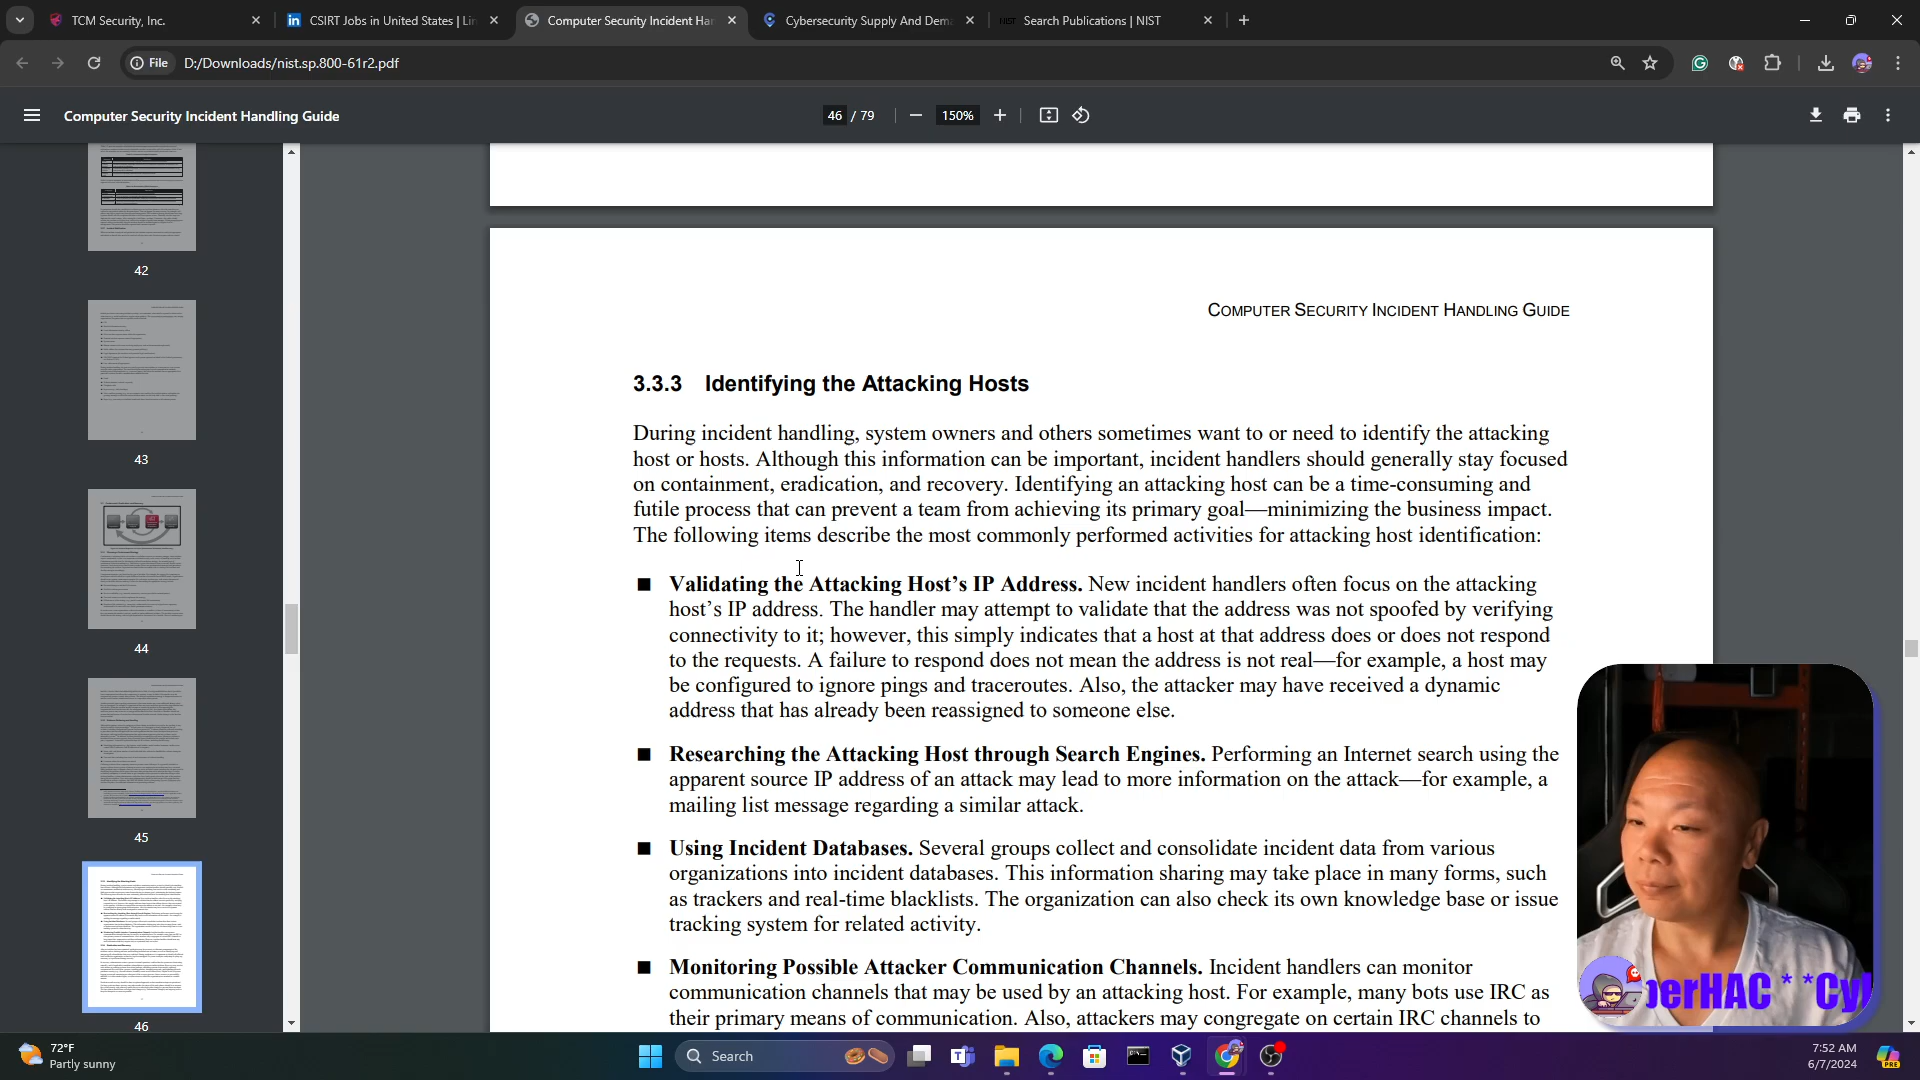 TCM Security, Inc.
CSIRT Jobs in United States | Lin
Computer Security Incident Ha
Cybersecurity Supply And Dem
Search Publications | NIST
File
D:/Downloads/nist.sp.800-61r2.pdf
Computer Security Incident Handling Guide
46 / 79
150%
42
43
44
45
46
COMPUTER SECURITY INCIDENT HANDLING GUIDE
3.3.3 Identifying the Attacking Hosts
During incident handling, system owners and others sometimes want to or need to identify the attacking
host or hosts. Although this information can be important, incident handlers should generally stay focused
on containment, eradication, and recovery. Identifying an attacking host can be a time-consuming and
futile process that can prevent a team from achieving its primary goal—minimizing the business impact.
The following items describe the most commonly performed activities for attacking host identification:
■ Validating the Attacking Host’s IP Address. New incident handlers often focus on the attacking
host’s IP address. The handler may attempt to validate that the address was not spoofed by verifying
connectivity to it; however, this simply indicates that a host at that address does or does not respond
to the requests. A failure to respond does not mean the address is not real—for example, a host may
be configured to ignore pings and traceroutes. Also, the attacker may have received a dynamic
address that has already been reassigned to someone else.
■ Researching the Attacking Host through Search Engines. Performing an Internet search using the
apparent source IP address of an attack may lead to more information on the attack—for example, a
mailing list message regarding a similar attack.
■ Using Incident Databases. Several groups collect and consolidate incident data from various
organizations into incident databases. This information sharing may take place in many forms, such
as trackers and real-time blacklists. The organization can also check its own knowledge base or issue
tracking system for related activity.
■ Monitoring Possible Attacker Communication Channels. Incident handlers can monitor
communication channels that may be used by an attacking host. For example, many bots use IRC as
their primary means of communication. Also, attackers may congregate on certain IRC channels to
perHAC * *Cy
72°F
Partly sunny
Search
7:52 AM
6/7/2024